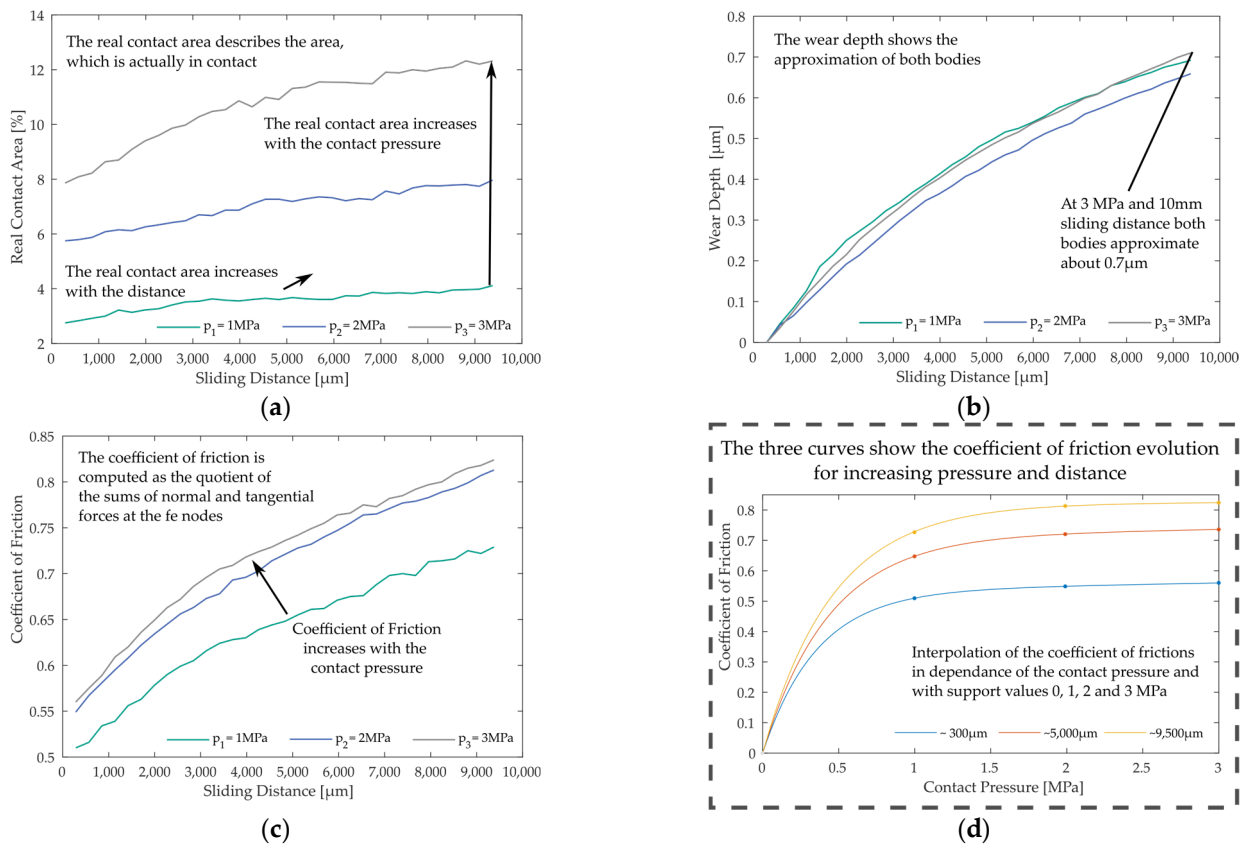 14
12
10
8
6
4
2
Real Contact Area [%]
The real contact area describes the area,
which is actually in contact
The real contact area increases
with the contact pressure
The real contact area increases
with the distance
p1 = 1MPa
p2 = 2MPa
p3 = 3MPa
1,000 2,000 3,000 4,000 5,000 6,000 7,000 8,000 9,000 10,000
Sliding Distance [μm]
(a)
0.8
0.7
0.6
0.5
0.4
0.3
0.2
0.1
0
Wear Depth [μm]
The wear depth shows the
approximation of both bodies
At 3 MPa and 10mm
sliding distance both
bodies approximate
about 0.7μm
p1 = 1MPa
p2 = 2MPa
p3 = 3MPa
0 1,000 2,000 3,000 4,000 5,000 6,000 7,000 8,000 9,000 10,000
Sliding Distance [μm]
(b)
0.85
0.8
0.75
0.7
0.65
0.6
0.55
0.5
Coefficient of Friction
The coefficient of friction is
computed as the quotient of
the sums of normal and tangential
forces at the fe nodes
Coefficient of Friction
increases with the
contact pressure
p1 = 1MPa
p2 = 2MPa
p3 = 3MPa
0 1,000 2,000 3,000 4,000 5,000 6,000 7,000 8,000 9,000 10,000
Sliding Distance [μm]
(c)
The three curves show the coefficient of friction evolution
for increasing pressure and distance
0.8
0.7
0.6
0.5
0.4
0.3
0.2
0.1
0
Coefficient of Friction
Interpolation of the coefficient of frictions
in dependance of the contact pressure and
with support values 0, 1, 2 and 3 MPa
~ 300μm
~5,000μm
~9,500μm
0 0.5 1 1.5 2 2.5 3
Contact Pressure [MPa]
(d)